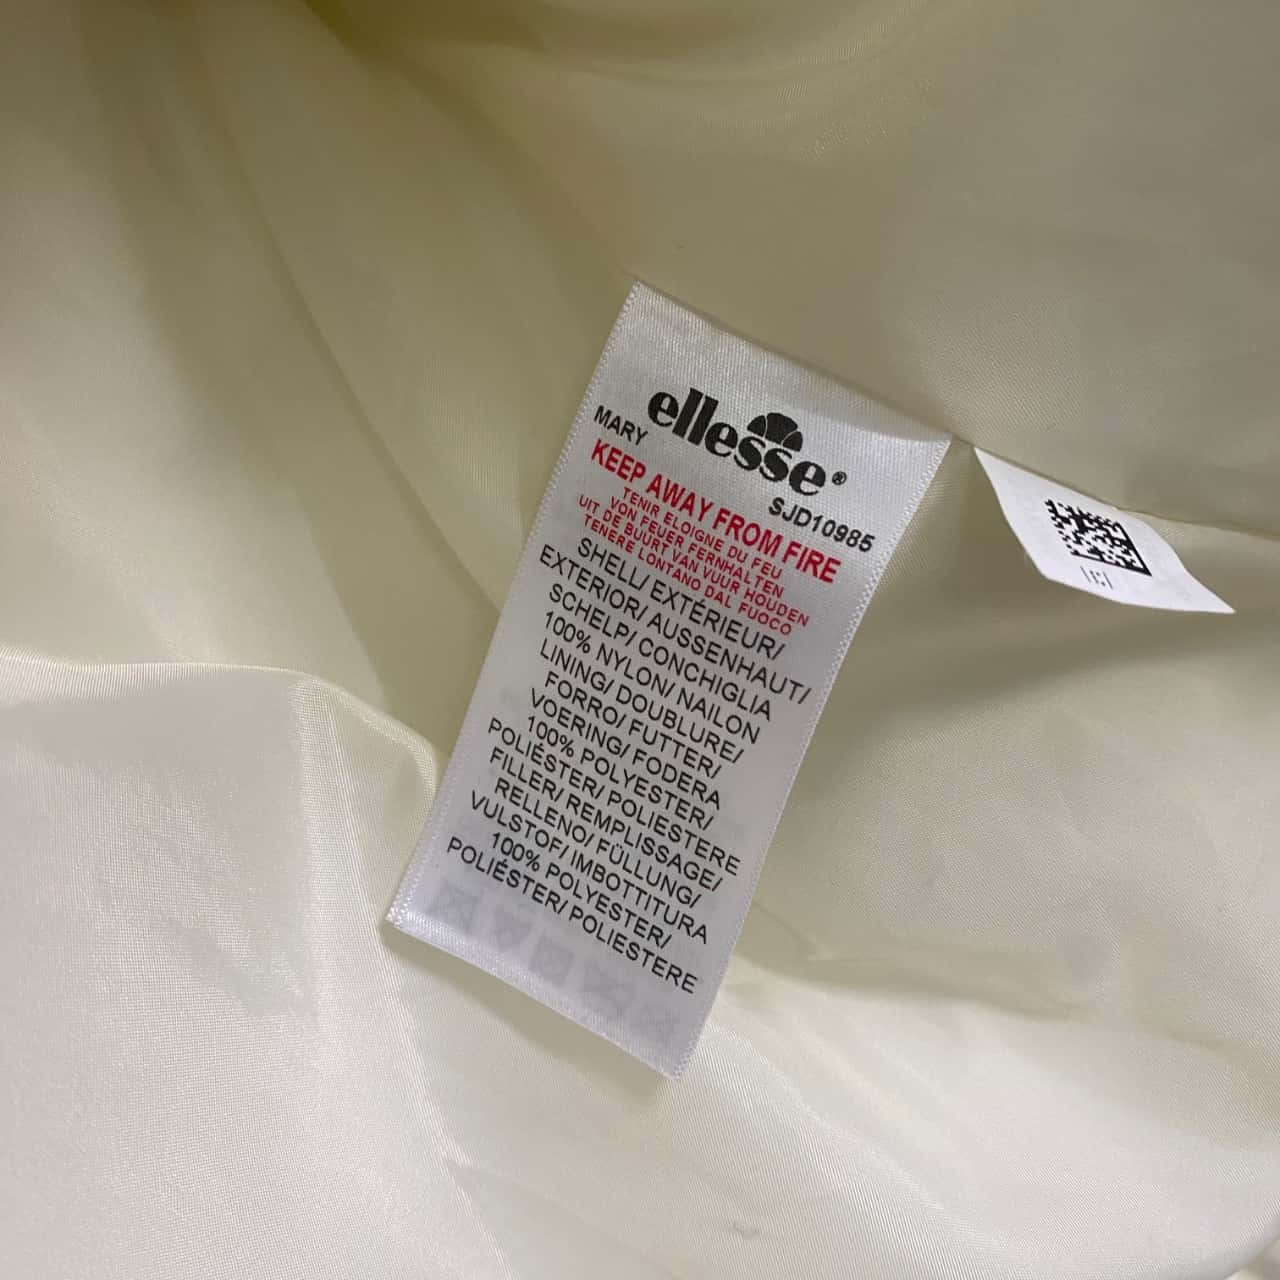 ellesse®
MARY SJD10985
KEEP AWAY FROM FIRE
TENIR ELOIGNE DU FEU
VON FEUER FERNHALTEN
UIT DE BUURT VAN VUUR HOUDEN
TENERE LONTANO DAL FUOCO
SHELL/ EXTÉRIEUR/
EXTERIOR/ AUSSENHAUT/
SCHELP/ CONCHIGLIA
100% NYLON/ NAILON
LINING/ DOUBLURE/
FORRO/ FUTTER/
VOERING/ FODERA
100% POLYESTER/
POLIÉSTER/ POLIESTERE
FILLER/ REMPLISSAGE/
RELLENO/ FÜLLUNG/
VULSTOF/ IMBOTTITURA
100% POLYESTER/
POLIÉSTER/ POLIESTERE